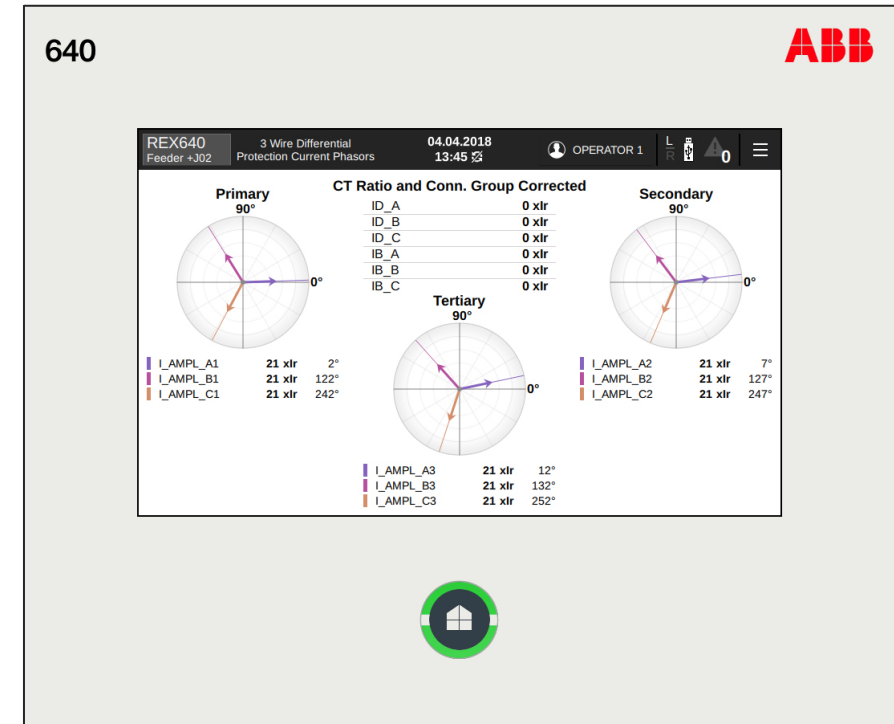 640
ABB
REX640
Feeder +J02
3 Wire Differential
Protection Current Phasors
04.04.2018
13:45
OPERATOR 1
L
R
0
CT Ratio and Conn. Group Corrected
ID_A 0 xIr
ID_B 0 xIr
ID_C 0 xIr
IB_A 0 xIr
IB_B 0 xIr
IB_C 0 xIr
Primary
90°
0°
I_AMPL_A1 21 xIr 2°
I_AMPL_B1 21 xIr 122°
I_AMPL_C1 21 xIr 242°
Tertiary
90°
0°
I_AMPL_A3 21 xIr 12°
I_AMPL_B3 21 xIr 132°
I_AMPL_C3 21 xIr 252°
Secondary
90°
0°
I_AMPL_A2 21 xIr 7°
I_AMPL_B2 21 xIr 127°
I_AMPL_C2 21 xIr 247°